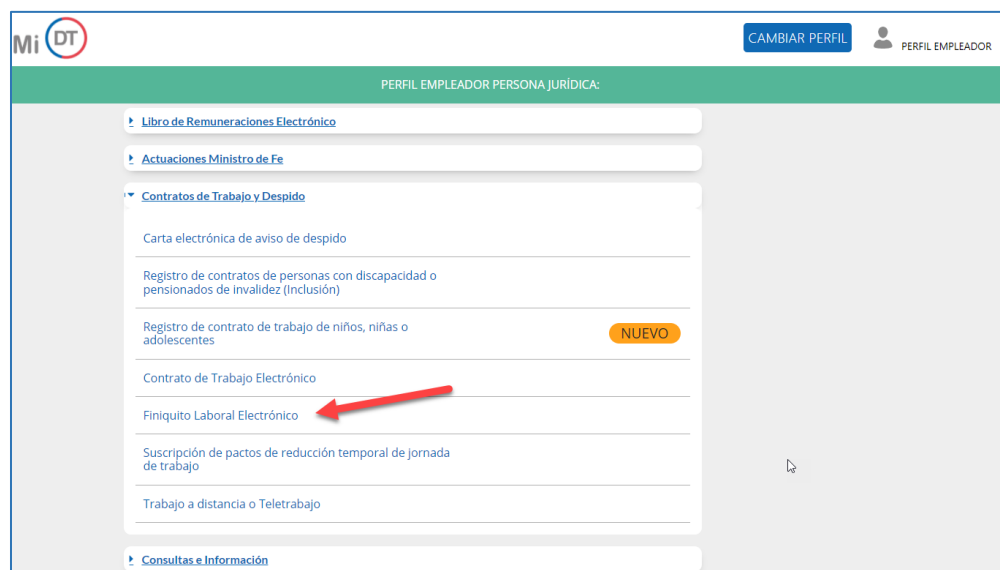 Mi DT
CAMBIAR PERFIL
PERFIL EMPLEADOR
PERFIL EMPLEADOR PERSONA JURÍDICA:
Libro de Remuneraciones Electrónico
Actuaciones Ministro de Fe
Contratos de Trabajo y Despido
Carta electrónica de aviso de despido
Registro de contratos de personas con discapacidad o
pensionados de invalidez (Inclusión)
Registro de contrato de trabajo de niños, niñas o
adolescentes
NUEVO
Contrato de Trabajo Electrónico
Finiquito Laboral Electrónico
Suscripción de pactos de reducción temporal de jornada
de trabajo
Trabajo a distancia o Teletrabajo
Consultas e Información